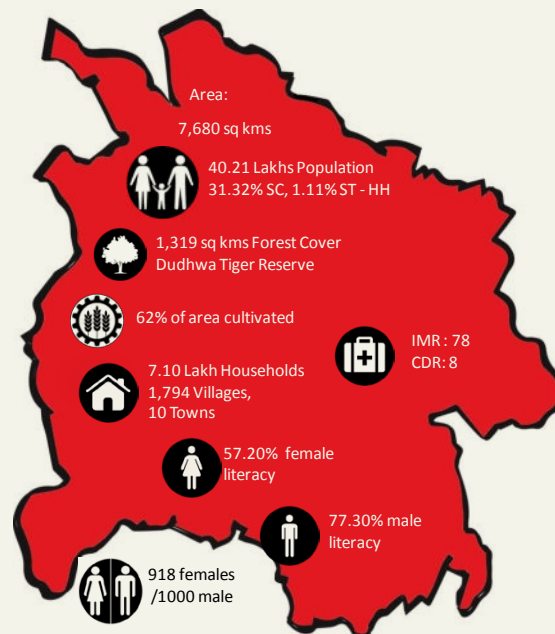 Area:
7,680 sq kms
40.21 Lakhs Population
31.32% SC, 1.11% ST - HH
1,319 sq kms Forest Cover
Dudhwa Tiger Reserve
62% of area cultivated
IMR : 78
CDR: 8
7.10 Lakh Households
1,794 Villages,
10 Towns
57.20% female
literacy
77.30% male
literacy
918 females
/1000 male